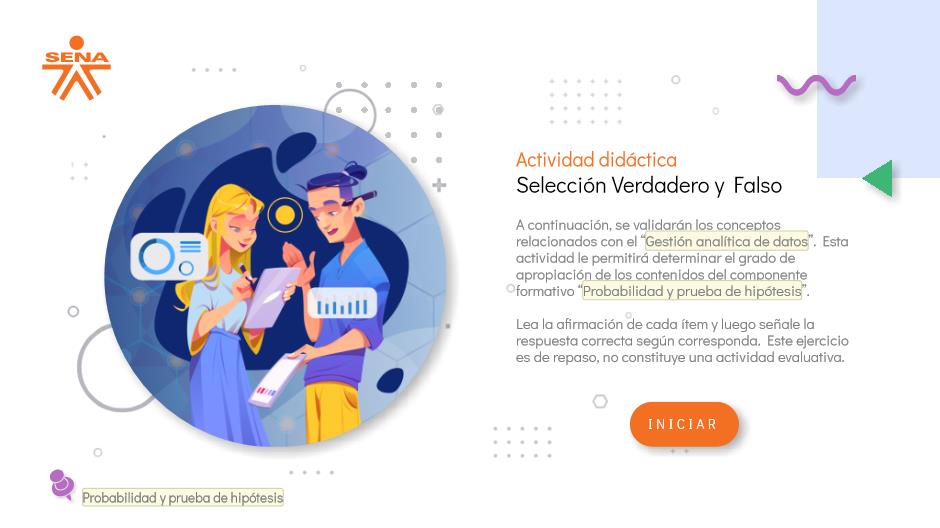 SENA
Actividad didáctica
Selección Verdadero y Falso
A continuación, se validarán los conceptos
relacionados con el “Gestión analítica de datos”. Esta
actividad le permitirá determinar el grado de
apropiación de los contenidos del componente
formativo “Probabilidad y prueba de hipótesis”.
Lea la afirmación de cada ítem y luego señale la
respuesta correcta según corresponda. Este ejercicio
es de repaso, no constituye una actividad evaluativa.
INICIAR
Probabilidad y prueba de hipótesis